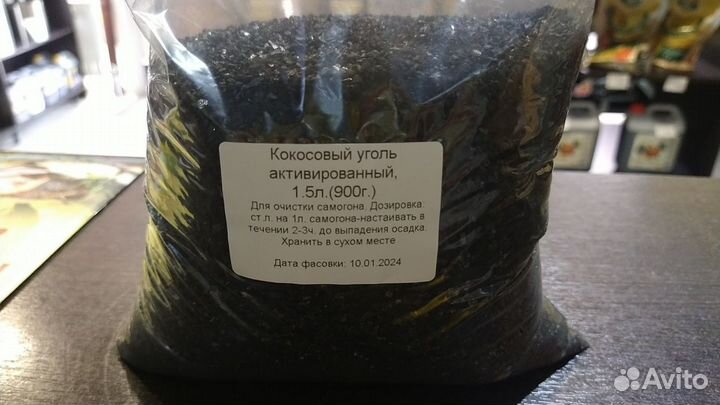 Кокосовый уголь
активированный,
1.5л.(900г.)
Для очистки самогона. Дозировка:
ст.л. на 1л. самогона-настаивать в
течении 2-3ч. до выпадения осадка.
Хранить в сухом месте
Дата фасовки: 10.01.2024
Avito